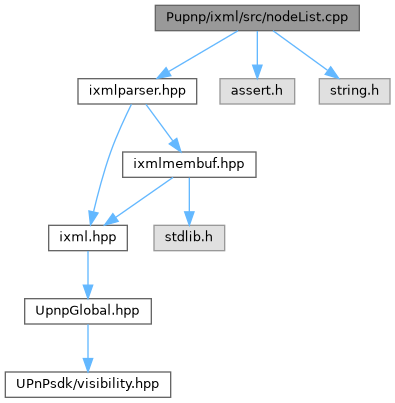 Pupnp/ixml/src/nodeList.cpp
ixmlparser.hpp
assert.h
string.h
ixmlmembuf.hpp
ixml.hpp
stdlib.h
UpnpGlobal.hpp
UPnPsdk/visibility.hpp